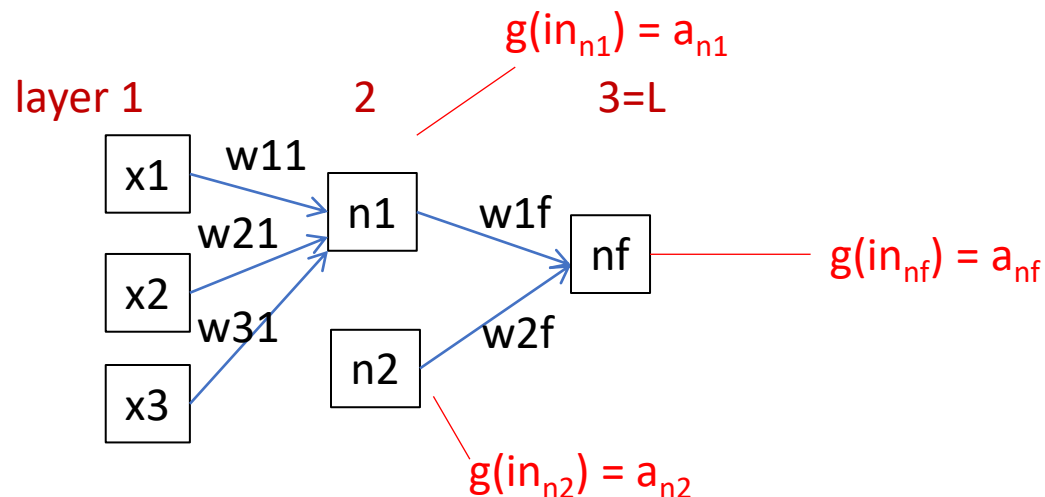 g(in_n1) = a_n1
layer 1 2 3=L
x1
w11
n1
w1f
w21
nf
g(in_nf) = a_nf
x2
w31
w2f
n2
x3
g(in_n2) = a_n2